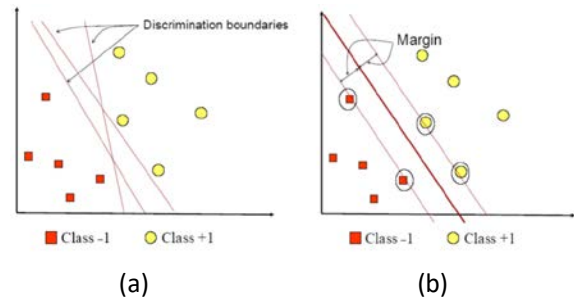 Discrimination boundaries
Class –1 Class +1
(a)
Margin
Class –1 Class +1
(b)